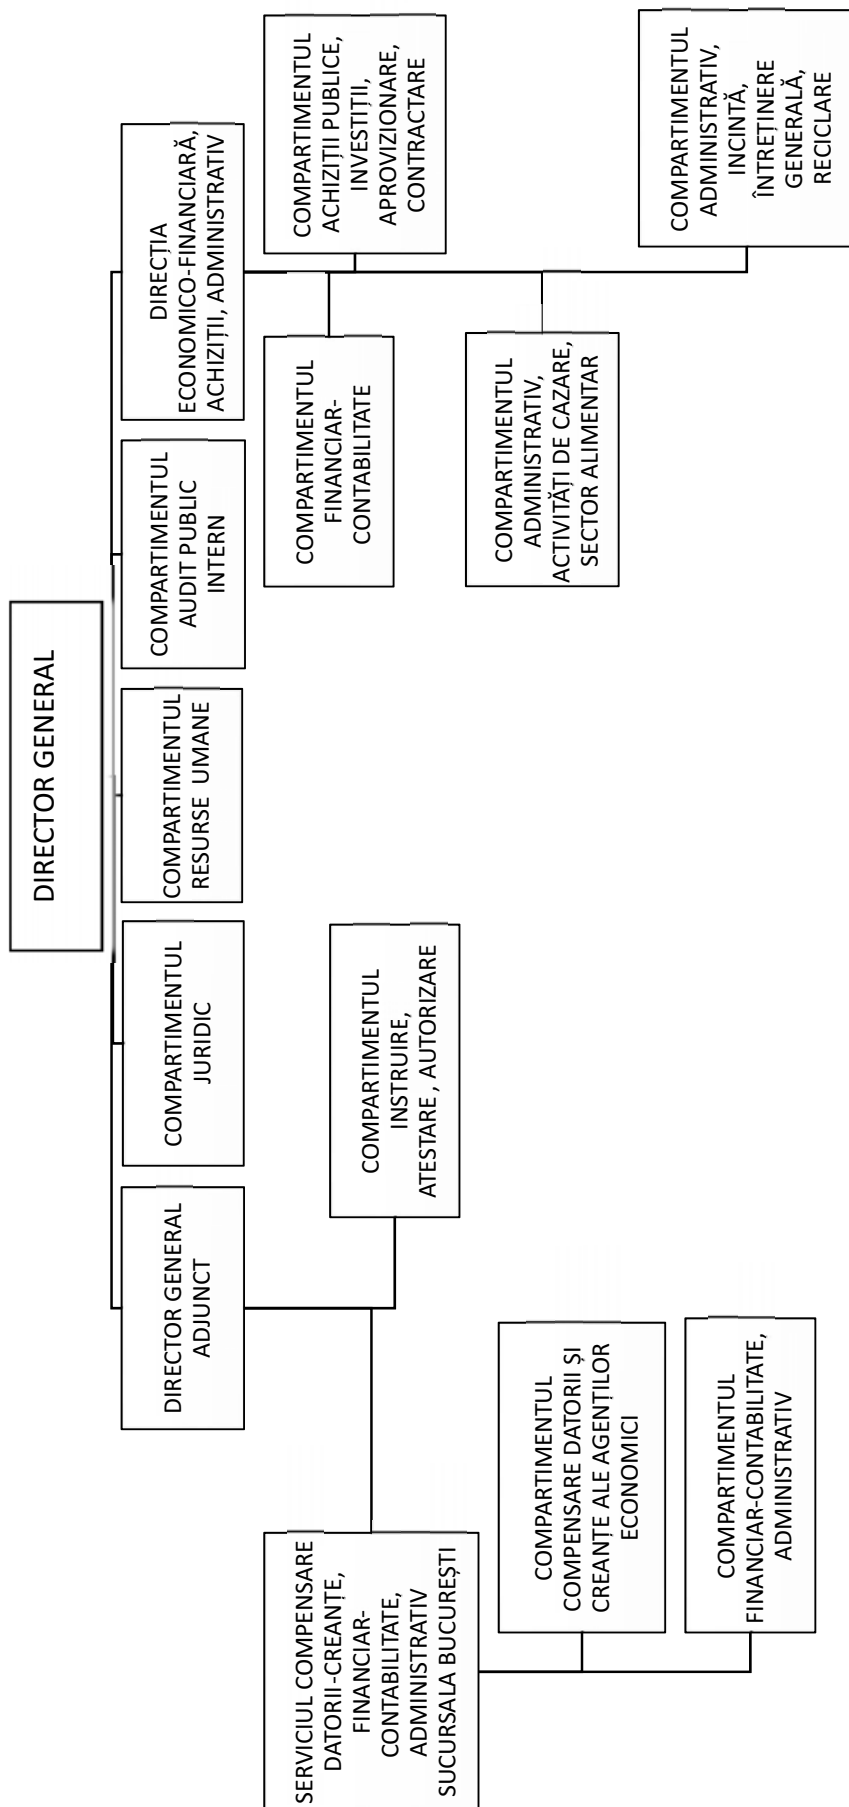 DIRECTOR GENERAL
DIRECTOR GENERAL
ADJUNCT
COMPARTIMENTUL
JURIDIC
COMPARTIMENTUL
RESURSE UMANE
COMPARTIMENTUL
AUDIT PUBLIC
INTERN
DIRECȚIA
ECONOMICO-FINANCIARĂ,
ACHIZIȚII, ADMINISTRATIV
SERVICIUL COMPENSARE
DATORII-CREANȚE,
FINANCIAR-
CONTABILITATE,
ADMINISTRATIV
SUCURSALA BUCUREȘTI
COMPARTIMENTUL
INSTRUIRE,
ATESTARE , AUTORIZARE
COMPARTIMENTUL
COMPENSARE DATORII ȘI
CREANȚE ALE AGENȚILOR
ECONOMICI
COMPARTIMENTUL
FINANCIAR-CONTABILITATE,
ADMINISTRATIV
COMPARTIMENTUL
FINANCIAR-
CONTABILITATE
COMPARTIMENTUL
ACHIZIȚII PUBLICE,
INVESTIȚII,
APROVIZIONARE,
CONTRACTARE
COMPARTIMENTUL
ADMINISTRATIV,
ACTIVITĂȚI DE CAZARE,
SECTOR ALIMENTAR
COMPARTIMENTUL
ADMINISTRATIV,
INCINTĂ,
ÎNTREȚINERE
GENERALĂ,
RECICLARE